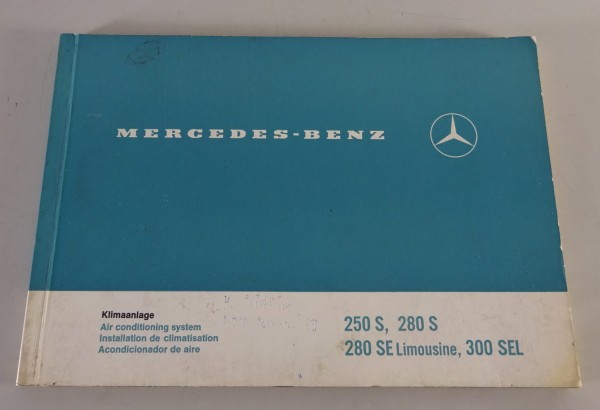 MERCEDES-BENZ
Klimaanlage
Air conditioning system
Installation de climatisation
Acondicionador de aire
250 S, 280 S
280 SE Limousine, 300 SEL